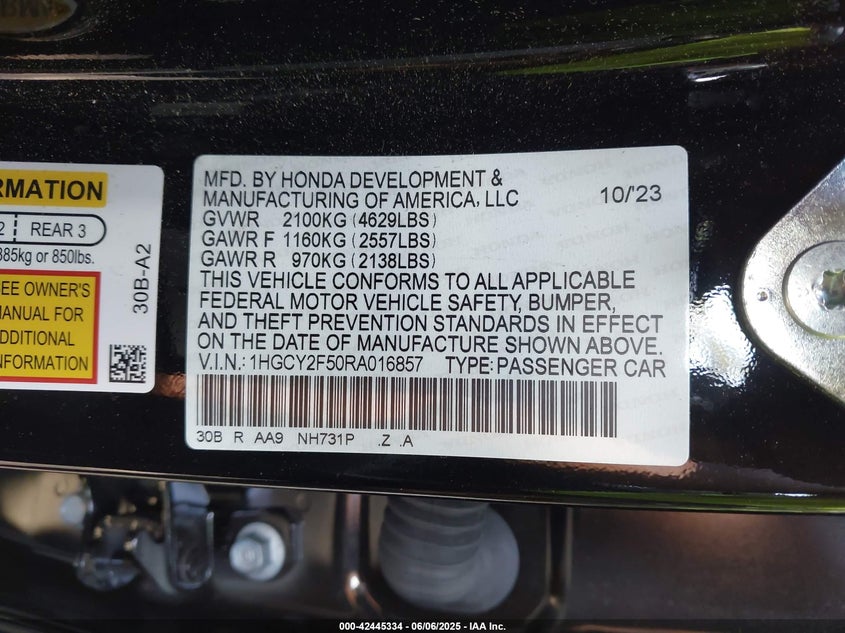 RMATION
2 REAR 3
385kg or 850lbs.
EE OWNER'S
MANUAL FOR
DDITIONAL
NFORMATION
30B-A2
MFD. BY HONDA DEVELOPMENT &
MANUFACTURING OF AMERICA, LLC 10/'23
GVWR 2100KG (4629LBS)
GAWR F 1160KG (2557LBS)
GAWR R 970KG (2138LBS)
THIS VEHICLE CONFORMS TO ALL APPLICABLE
FEDERAL MOTOR VEHICLE SAFETY, BUMPER,
AND THEFT PREVENTION STANDARDS IN EFFECT
ON THE DATE OF MANUFACTURE SHOWN ABOVE.
V.I.N.: 1HGCY2F50RA016857 TYPE: PASSENGER CAR
30B R AA9 NH731P .Z .A
000-42445334 | 06/06/2025 - IAA Inc.